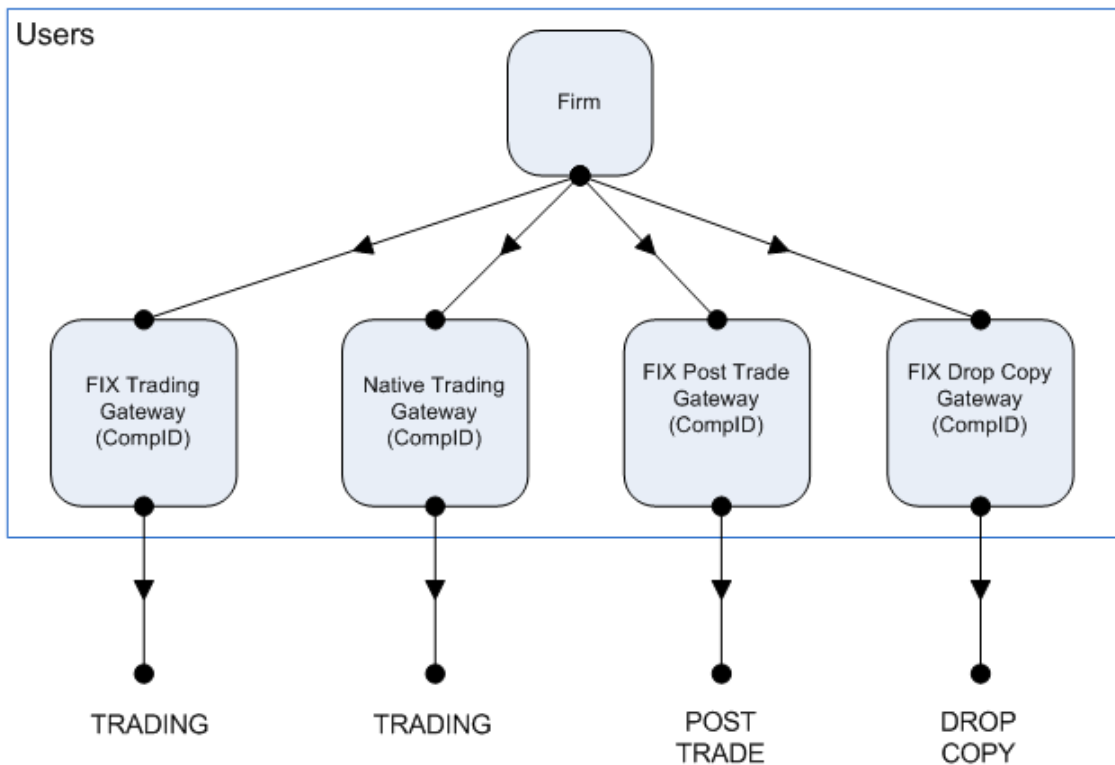 Users
Firm
FIX Trading
Gateway
(CompID)
Native Trading
Gateway
(CompID)
FIX Post Trade
Gateway
(CompID)
FIX Drop Copy
Gateway
(CompID)
TRADING
TRADING
POST
TRADE
DROP
COPY